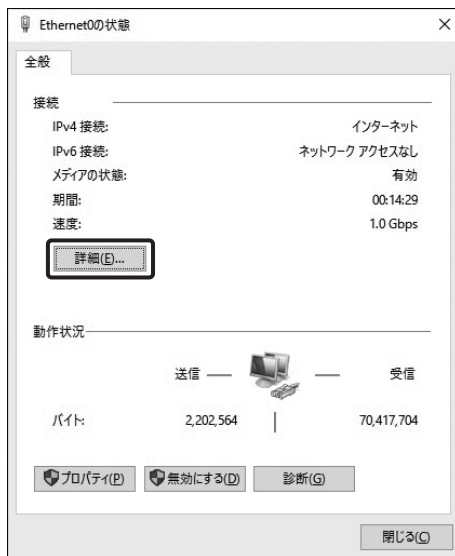 Ethernet0の状態
全般
接続
IPv4 接続: インターネット
IPv6 接続: ネットワーク アクセスなし
メディアの状態: 有効
期間: 00:14:29
速度: 1.0 Gbps
詳細(E)...
動作状況
送信 受信
バイト: 2,202,564 70,417,704
プロパティ(P) 無効にする(D) 診断(G)
閉じる(C)